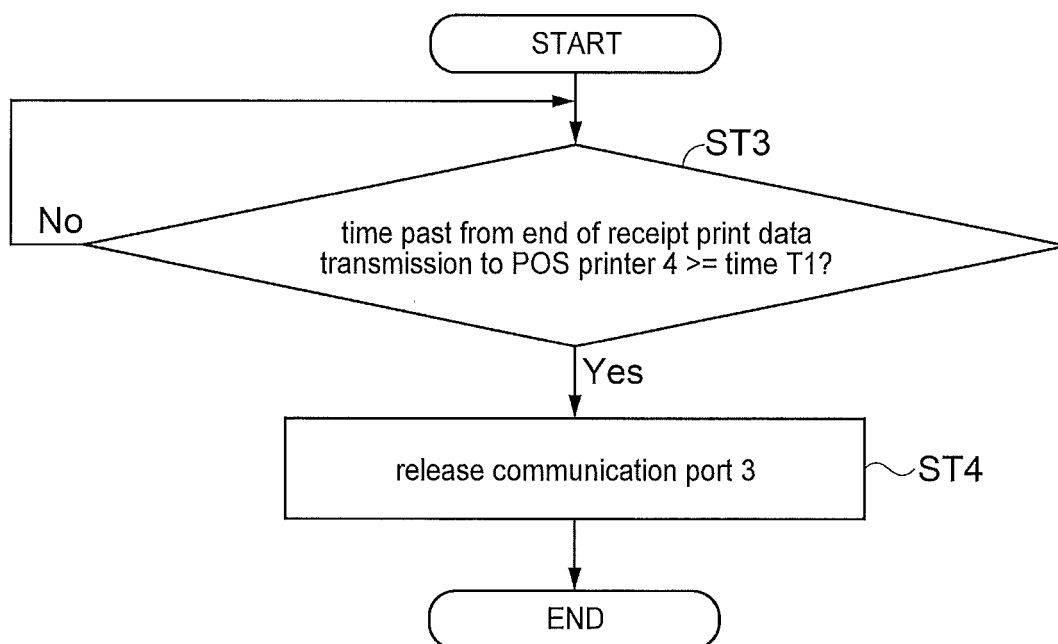 START
ST3
No
time past from end of receipt print data
transmission to POS printer 4 >= time T1?
Yes
release communication port 3
ST4
END